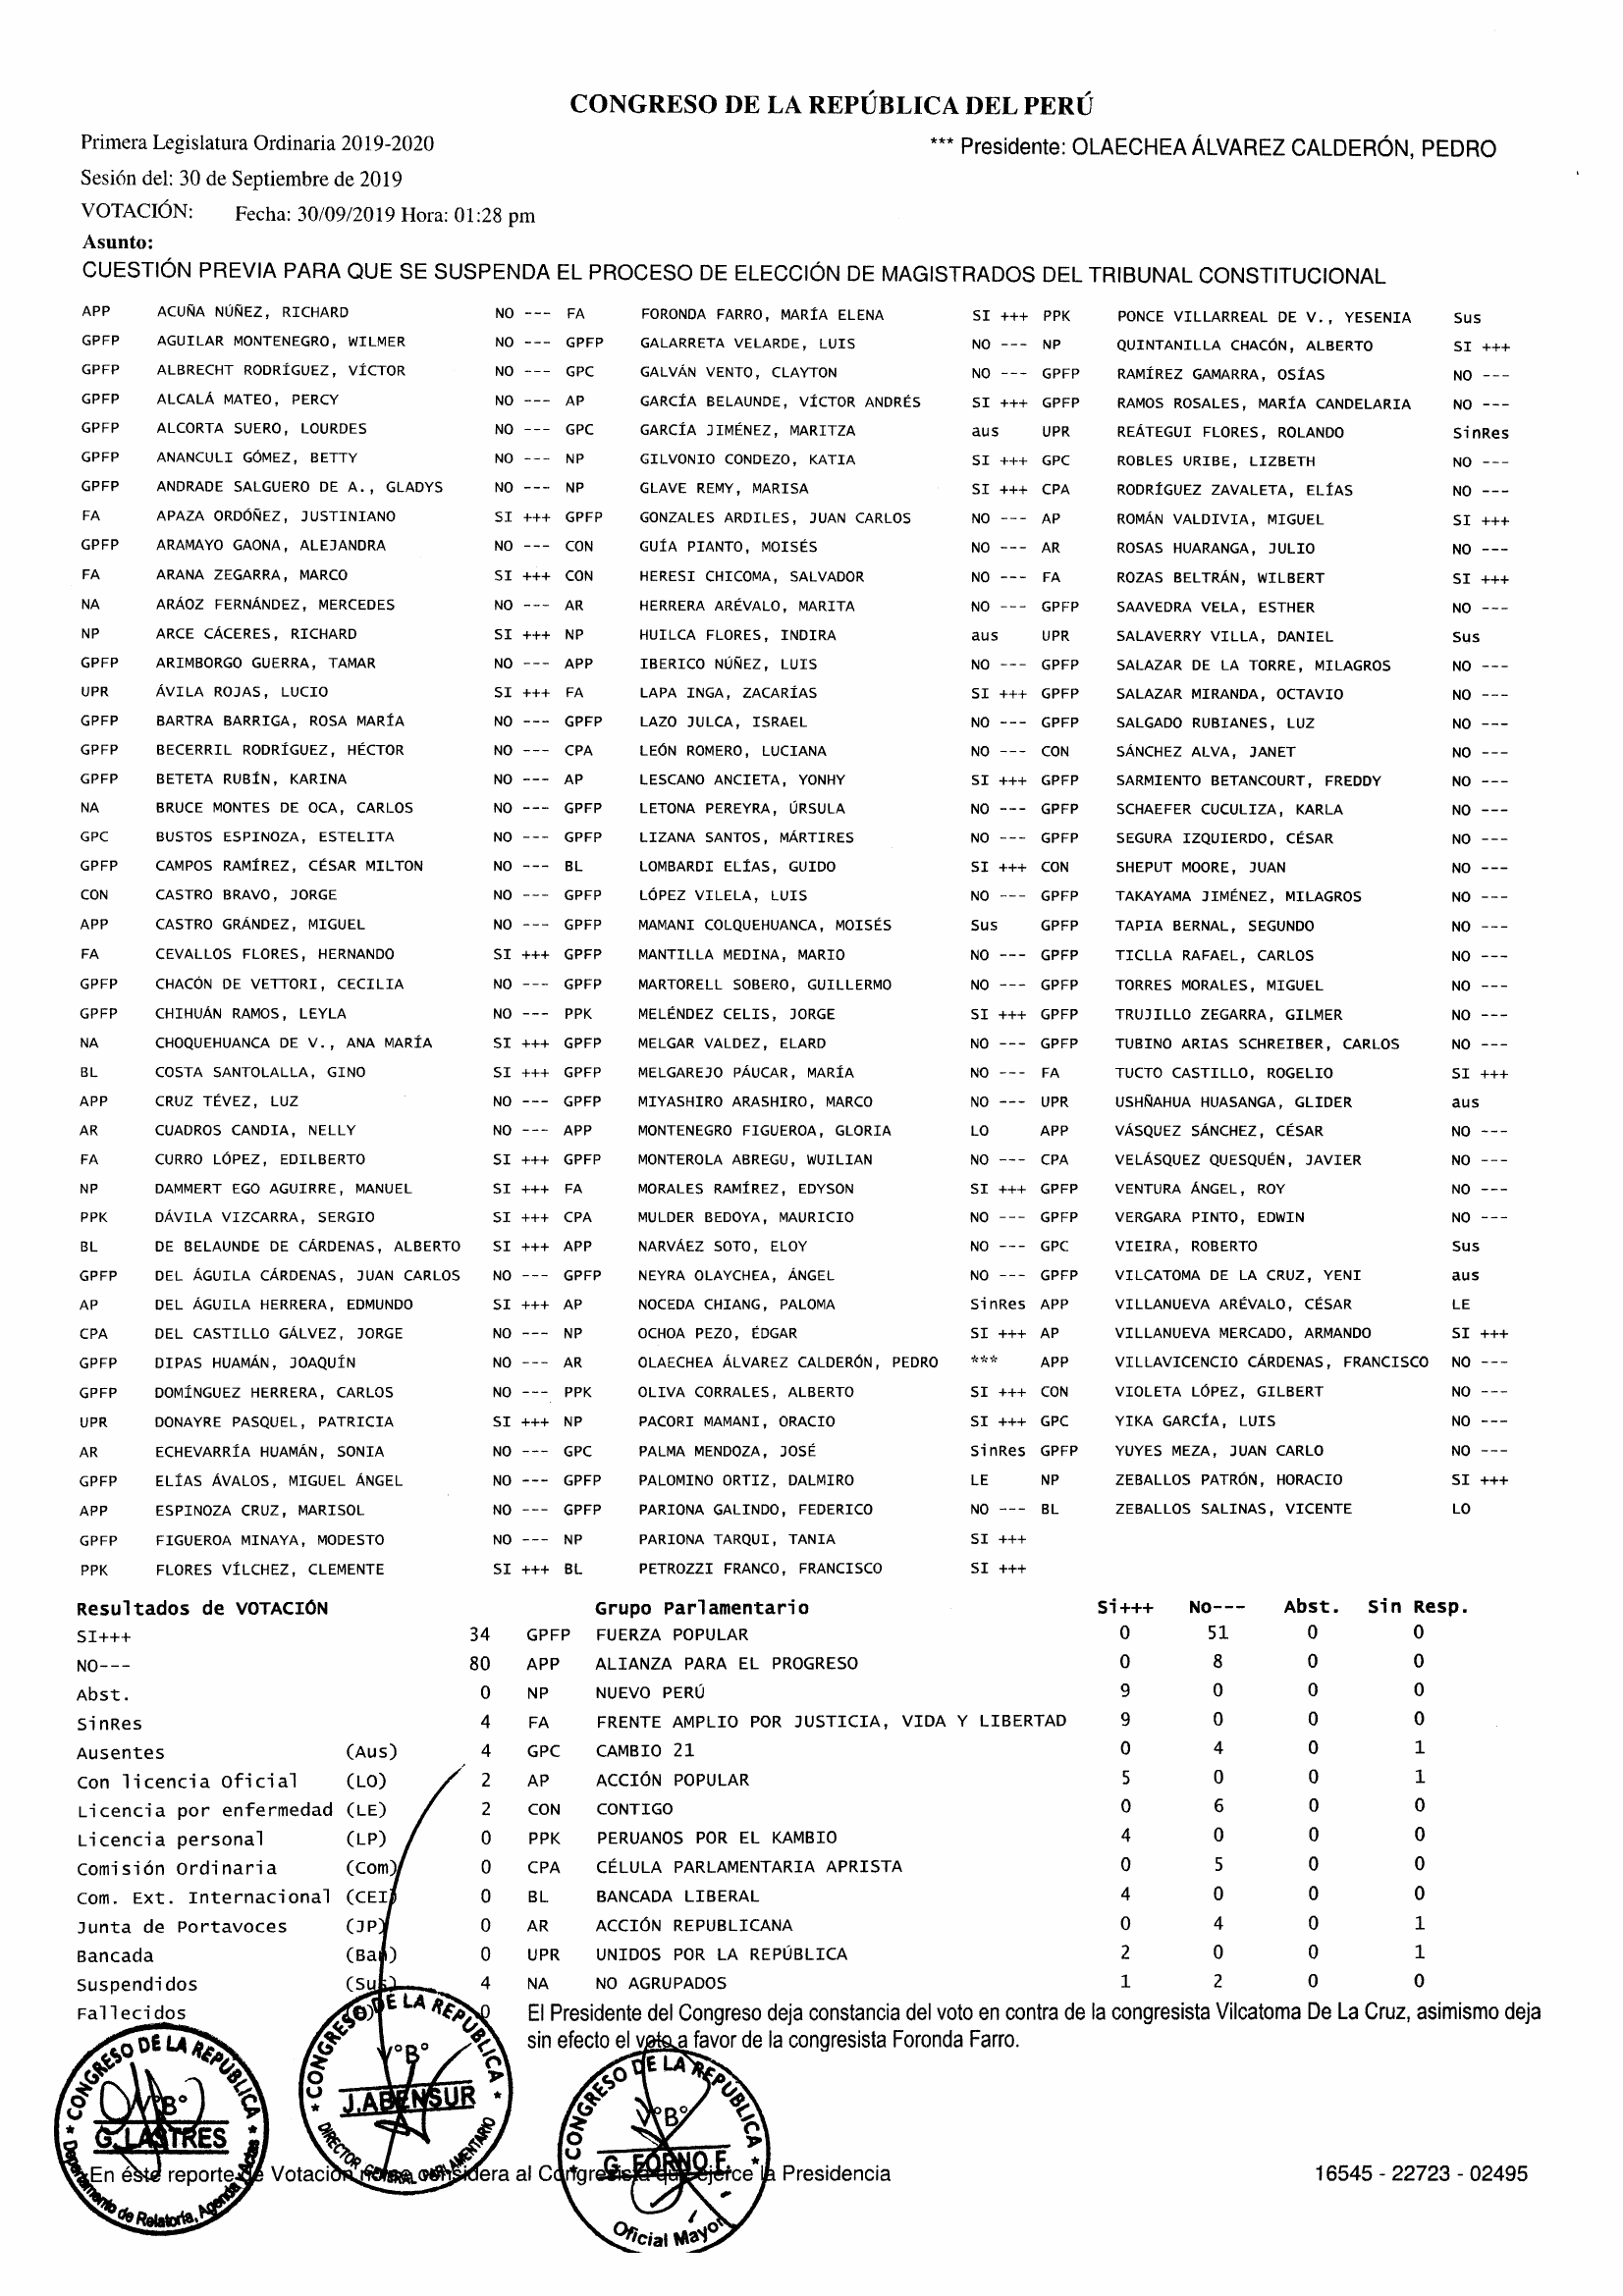 CONGRESO DE LA REPÚBLICA DEL PERÚ
Primera Legislatura Ordinaria 2019-2020 *** Presidente: OLAECHEA ÁLVAREZ CALDERÓN, PEDRO
Sesión del: 30 de Septiembre de 2019
VOTACIÓN: Fecha: 30/09/2019 Hora: 01:28 pm
Asunto:
CUESTIÓN PREVIA PARA QUE SE SUSPENDA EL PROCESO DE ELECCIÓN DE MAGISTRADOS DEL TRIBUNAL CONSTITUCIONAL
APP ACUÑA NÚÑEZ, RICHARD NO --- FA FORONDA FARRO, MARÍA ELENA SI +++ PPK PONCE VILLARREAL DE V., YESENIA Sus
GPFP AGUILAR MONTENEGRO, WILMER NO --- GPFP GALARRETA VELARDE, LUIS NO --- NP QUINTANILLA CHACÓN, ALBERTO SI +++
GPFP ALBRECHT RODRÍGUEZ, VÍCTOR NO --- GPC GALVÁN VENTO, CLAYTON NO --- GPFP RAMÍREZ GAMARRA, OSÍAS NO ---
GPFP ALCALÁ MATEO, PERCY NO --- AP GARCÍA BELAUNDE, VÍCTOR ANDRÉS SI +++ GPFP RAMOS ROSALES, MARÍA CANDELARIA NO ---
GPFP ALCORTA SUERO, LOURDES NO --- GPC GARCÍA JIMÉNEZ, MARITZA aus UPR REÁTEGUI FLORES, ROLANDO SinRes
GPFP ANANCULI GÓMEZ, BETTY NO --- NP GILVONIO CONDEZO, KATIA SI +++ GPC ROBLES URIBE, LIZBETH NO ---
GPFP ANDRADE SALGUERO DE A., GLADYS NO --- NP GLAVE REMY, MARISA SI +++ CPA RODRÍGUEZ ZAVALETA, ELÍAS NO ---
FA APAZA ORDÓÑEZ, JUSTINIANO SI +++ GPFP GONZALES ARDILES, JUAN CARLOS NO --- AP ROMÁN VALDIVIA, MIGUEL SI +++
GPFP ARAMAYO GAONA, ALEJANDRA NO --- CON GUÍA PIANTO, MOISÉS NO --- AR ROSAS HUARANGA, JULIO NO ---
FA ARANA ZEGARRA, MARCO SI +++ CON HERESI CHICOMA, SALVADOR NO --- FA ROZAS BELTRÁN, WILBERT SI +++
NA ARÁOZ FERNÁNDEZ, MERCEDES NO --- AR HERRERA ARÉVALO, MARITA NO --- GPFP SAAVEDRA VELA, ESTHER NO ---
NP ARCE CÁCERES, RICHARD SI +++ NP HUILCA FLORES, INDIRA aus UPR SALAVERRY VILLA, DANIEL Sus
GPFP ARIMBORGO GUERRA, TAMAR NO --- APP IBERICO NÚÑEZ, LUIS NO --- GPFP SALAZAR DE LA TORRE, MILAGROS NO ---
UPR ÁVILA ROJAS, LUCIO SI +++ FA LAPA INGA, ZACARÍAS SI +++ GPFP SALAZAR MIRANDA, OCTAVIO NO ---
GPFP BARTRA BARRIGA, ROSA MARÍA NO --- GPFP LAZO JULCA, ISRAEL NO --- GPFP SALGADO RUBIANES, LUZ NO ---
GPFP BECERRIL RODRÍGUEZ, HÉCTOR NO --- CPA LEÓN ROMERO, LUCIANA NO --- CON SÁNCHEZ ALVA, JANET NO ---
GPFP BETETA RUBÍN, KARINA NO --- AP LESCANO ANCIETA, YONHY SI +++ GPFP SARMIENTO BETANCOURT, FREDDY NO ---
NA BRUCE MONTES DE OCA, CARLOS NO --- GPFP LETONA PEREYRA, ÚRSULA NO --- GPFP SCHAEFER CUCULIZA, KARLA NO ---
GPC BUSTOS ESPINOZA, ESTELITA NO --- GPFP LIZANA SANTOS, MÁRTIRES NO --- GPFP SEGURA IZQUIERDO, CÉSAR NO ---
GPFP CAMPOS RAMÍREZ, CÉSAR MILTON NO --- BL LOMBARDI ELÍAS, GUIDO SI +++ CON SHEPUT MOORE, JUAN NO ---
CON CASTRO BRAVO, JORGE NO --- GPFP LÓPEZ VILELA, LUIS NO --- GPFP TAKAYAMA JIMÉNEZ, MILAGROS NO ---
APP CASTRO GRÁNDEZ, MIGUEL NO --- GPFP MAMANI COLQUEHUANCA, MOISÉS Sus GPFP TAPIA BERNAL, SEGUNDO NO ---
FA CEVALLOS FLORES, HERNANDO SI +++ GPFP MANTILLA MEDINA, MARIO NO --- GPFP TICLLA RAFAEL, CARLOS NO ---
GPFP CHACÓN DE VETTORI, CECILIA NO --- GPFP MARTORELL SOBERO, GUILLERMO NO --- GPFP TORRES MORALES, MIGUEL NO ---
GPFP CHIHUÁN RAMOS, LEYLA NO --- PPK MELÉNDEZ CELIS, JORGE SI +++ GPFP TRUJILLO ZEGARRA, GILMER NO ---
NA CHOQUEHUANCA DE V., ANA MARÍA SI +++ GPFP MELGAR VALDEZ, ELARD NO --- GPFP TUBINO ARIAS SCHREIBER, CARLOS NO ---
BL COSTA SANTOLALLA, GINO SI +++ GPFP MELGAREJO PÁUCAR, MARÍA NO --- FA TUCTO CASTILLO, ROGELIO SI +++
APP CRUZ TÉVEZ, LUZ NO --- GPFP MIYASHIRO ARASHIRO, MARCO NO --- UPR USHÑAHUA HUASANGA, GLIDER aus
AR CUADROS CANDIA, NELLY NO --- APP MONTENEGRO FIGUEROA, GLORIA LO APP VÁSQUEZ SÁNCHEZ, CÉSAR NO ---
FA CURRO LÓPEZ, EDILBERTO SI +++ GPFP MONTEROLA ABREGU, WUILIAN NO --- CPA VELÁSQUEZ QUESQUÉN, JAVIER NO ---
NP DAMMERT EGO AGUIRRE, MANUEL SI +++ FA MORALES RAMÍREZ, EDYSON SI +++ GPFP VENTURA ÁNGEL, ROY NO ---
PPK DÁVILA VIZCARRA, SERGIO SI +++ CPA MULDER BEDOYA, MAURICIO NO --- GPFP VERGARA PINTO, EDWIN NO ---
BL DE BELAUNDE DE CÁRDENAS, ALBERTO SI +++ APP NARVÁEZ SOTO, ELOY NO --- GPC VIEIRA, ROBERTO Sus
GPFP DEL ÁGUILA CÁRDENAS, JUAN CARLOS NO --- GPFP NEYRA OLAYCHEA, ÁNGEL NO --- GPFP VILCATOMA DE LA CRUZ, YENI aus
AP DEL ÁGUILA HERRERA, EDMUNDO SI +++ AP NOCEDA CHIANG, PALOMA SinRes APP VILLANUEVA ARÉVALO, CÉSAR LE
CPA DEL CASTILLO GÁLVEZ, JORGE NO --- NP OCHOA PEZO, ÉDGAR SI +++ AP VILLANUEVA MERCADO, ARMANDO SI +++
GPFP DIPAS HUAMÁN, JOAQUÍN NO --- AR OLAECHEA ÁLVAREZ CALDERÓN, PEDRO *** APP VILLAVICENCIO CÁRDENAS, FRANCISCO NO ---
GPFP DOMÍNGUEZ HERRERA, CARLOS NO --- PPK OLIVA CORRALES, ALBERTO SI +++ CON VIOLETA LÓPEZ, GILBERT NO ---
UPR DONAYRE PASQUEL, PATRICIA SI +++ NP PACORI MAMANI, ORACIO SI +++ GPC YIKA GARCÍA, LUIS NO ---
AR ECHEVARRÍA HUAMÁN, SONIA NO --- GPC PALMA MENDOZA, JOSÉ SinRes GPFP YUYES MEZA, JUAN CARLO NO ---
GPFP ELÍAS ÁVALOS, MIGUEL ÁNGEL NO --- GPFP PALOMINO ORTIZ, DALMIRO LE NP ZEBALLOS PATRÓN, HORACIO SI +++
APP ESPINOZA CRUZ, MARISOL NO --- GPFP PARIONA GALINDO, FEDERICO NO --- BL ZEBALLOS SALINAS, VICENTE LO
GPFP FIGUEROA MINAYA, MODESTO NO --- NP PARIONA TARQUI, TANIA SI +++
PPK FLORES VÍLCHEZ, CLEMENTE SI +++ BL PETROZZI FRANCO, FRANCISCO SI +++
Resultados de VOTACIÓN Grupo Parlamentario Si+++ No--- Abst. Sin Resp.
SI+++ 34 GPFP FUERZA POPULAR 0 51 0 0
NO--- 80 APP ALIANZA PARA EL PROGRESO 0 8 0 0
Abst. 0 NP NUEVO PERÚ 9 0 0 0
SinRes 4 FA FRENTE AMPLIO POR JUSTICIA, VIDA Y LIBERTAD 9 0 0 0
Ausentes (Aus) 4 GPC CAMBIO 21 0 4 0 1
Con licencia Oficial (LO) 2 AP ACCIÓN POPULAR 5 0 0 1
Licencia por enfermedad (LE) 2 CON CONTIGO 0 6 0 0
Licencia personal (LP) 0 PPK PERUANOS POR EL KAMBIO 4 0 0 0
Comisión Ordinaria (Com) 0 CPA CÉLULA PARLAMENTARIA APRISTA 0 5 0 0
Com. Ext. Internacional (CEI) 0 BL BANCADA LIBERAL 4 0 0 0
Junta de Portavoces (JP) 0 AR ACCIÓN REPUBLICANA 0 4 0 1
Bancada (Ban) 0 UPR UNIDOS POR LA REPÚBLICA 2 0 0 1
Suspendidos (Sus) 4 NA NO AGRUPADOS 1 2 0 0
Fallecidos 0 El Presidente del Congreso deja constancia del voto en contra de la congresista Vilcatoma De La Cruz, asimismo deja
sin efecto el voto a favor de la congresista Foronda Farro.
CONGRESO DE LA REPÚBLICA V°B° G. LASTRES Departamento de Relatoría, Agenda y Actas
CONGRESO DE LA REPÚBLICA V°B° J.ABENSUR DIRECTOR GENERAL PARLAMENTARIO
CONGRESO DE LA REPÚBLICA V°B° G. FORNO F. Oficial Mayor
En este reporte de Votación no se considera al Congresista que ejerce la Presidencia 16545 - 22723 - 02495